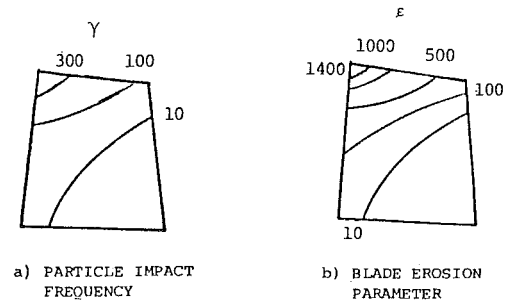 γ
300 100
10
a) PARTICLE IMPACT
FREQUENCY
ε
1000 500
1400
100
10
b) BLADE EROSION
PARAMETER